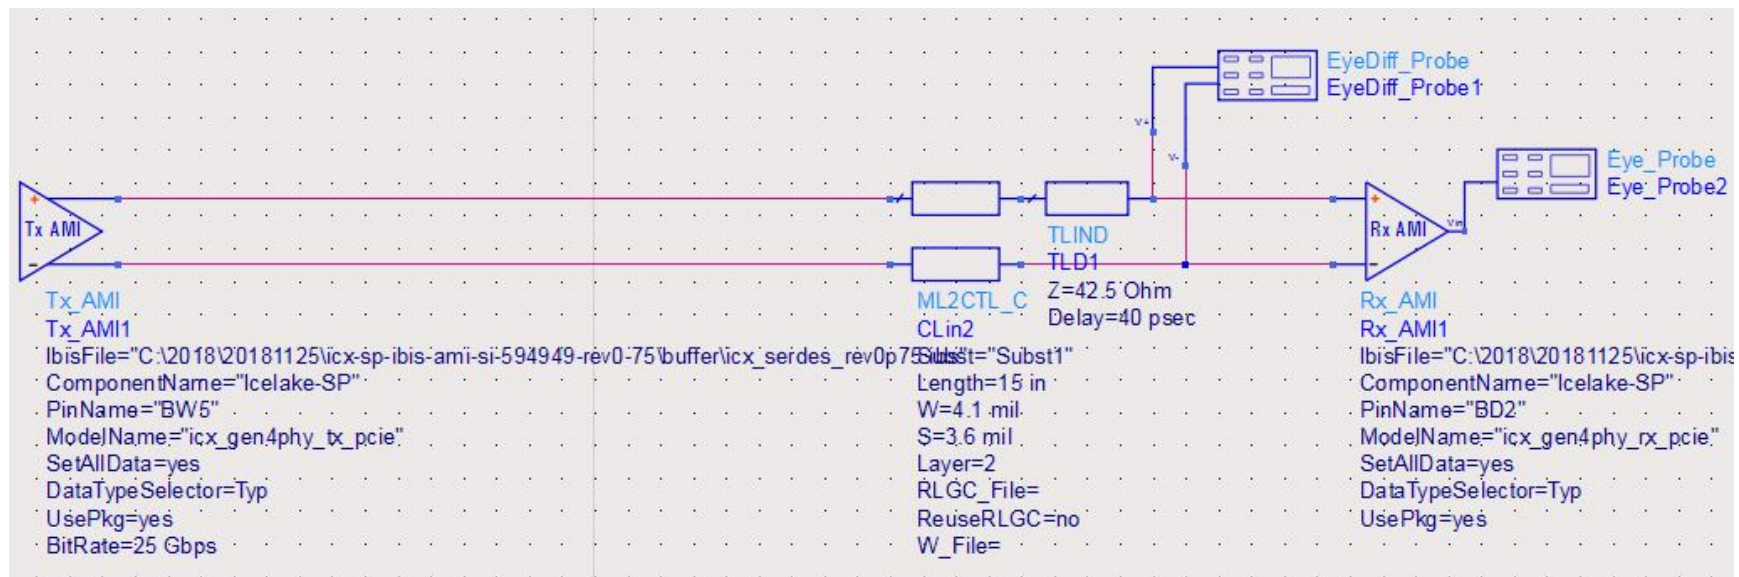 EyeDiff_Probe
EyeDiff_Probe1
V+
V-
Eye_Probe
Eye_Probe2
+
Tx AMI
-
+
Rx AMI
-
TLIND
TLD1
Z=42.5 Ohm
Delay=40 psec
Tx_AMI
Tx_AMI1
IbisFile="C:\2018\20181125\icx-sp-ibis-ami-si-594949-rev0-75\buffer\icx_serdes_rev0p75.ibs"
ComponentName="Icelake-SP"
PinName="BW5"
ModelName="icx_gen4phy_tx_pcie"
SetAllData=yes
DataTypeSelector=Typ
UsePkg=yes
BitRate=25 Gbps
ML2CTL_C
CLin2
Subst="Subst1"
Length=15 in
W=4.1 mil
S=3.6 mil
Layer=2
RLGC_File=
ReuseRLGC=no
W_File=
Rx_AMI
Rx_AMI1
IbisFile="C:\2018\20181125\icx-sp-ibis
ComponentName="Icelake-SP"
PinName="BD2"
ModelName="icx_gen4phy_rx_pcie"
SetAllData=yes
DataTypeSelector=Typ
UsePkg=yes